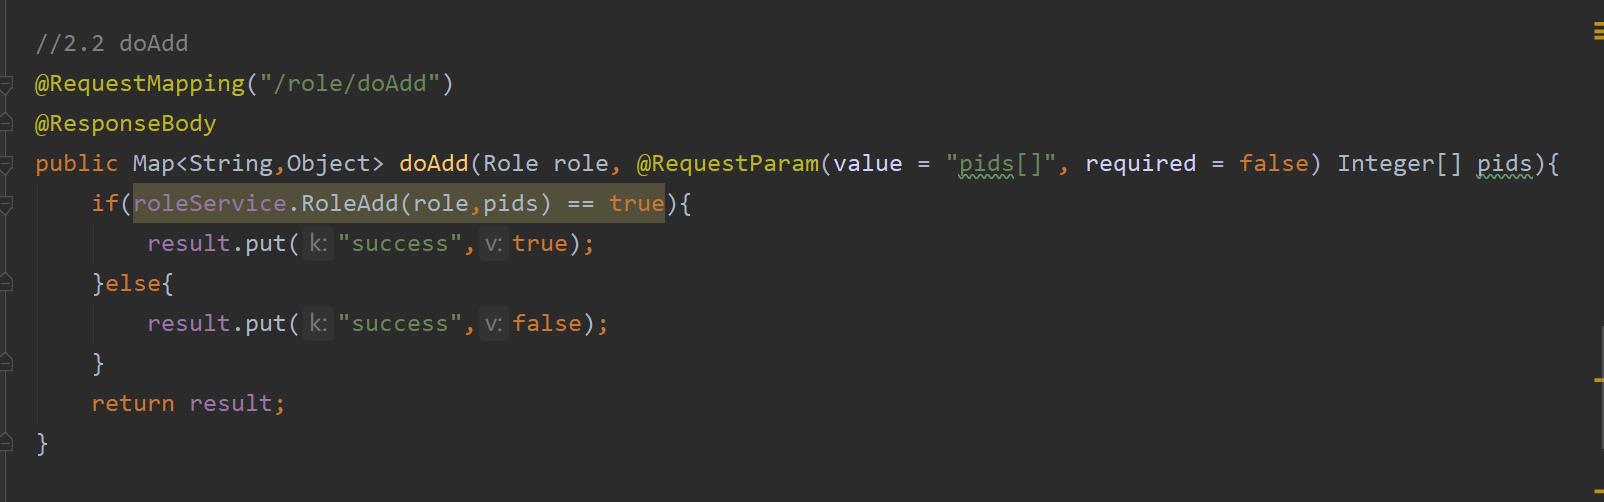 //2.2 doAdd
@RequestMapping("/role/doAdd")
@ResponseBody
public Map<String,Object> doAdd(Role role, @RequestParam(value = "pids[]", required = false) Integer[] pids){
if(roleService.RoleAdd(role,pids) == true){
result.put( k: "success", v: true);
}else{
result.put( k: "success", v: false);
}
return result;
}